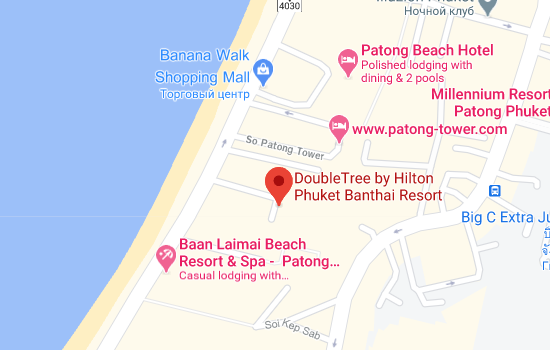 4030
Ночной клуб
Patong Beach Hotel
Polished lodging with
dining & 2 pools
Banana Walk
Shopping Mall
Торговый центр
Millennium Resort
Patong Phuket
www.patong-tower.com
So Patong Tower
DoubleTree by Hilton
Phuket Banthai Resort
Big C Extra Ju
Baan Laimai Beach
Resort & Spa - Patong...
Casual lodging with...
Soi Kep Sab